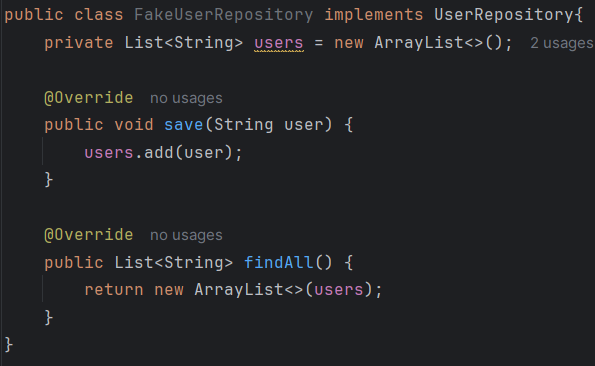 public class FakeUserRepository implements UserRepository{
    private List<String> users = new ArrayList<>(); 2 usages

    @Override no usages
    public void save(String user) {
        users.add(user);
    }

    @Override no usages
    public List<String> findAll() {
        return new ArrayList<>(users);
    }
}